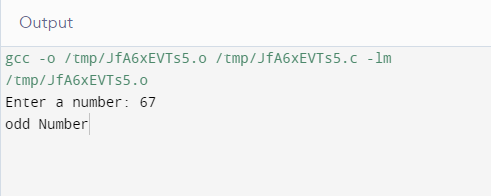 Output
gcc -o /tmp/JfA6xEVTs5.o /tmp/JfA6xEVTs5.c -lm
/tmp/JfA6xEVTs5.o
Enter a number: 67
odd Number